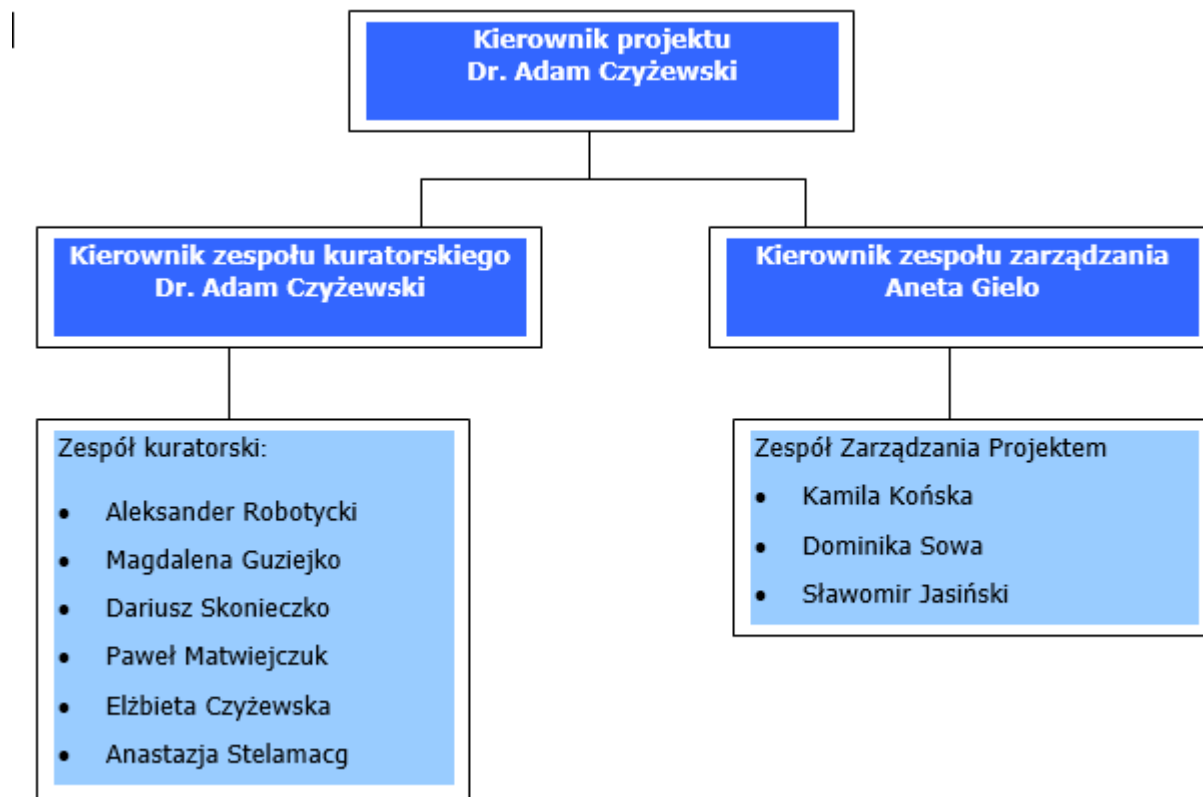 Kierownik projektu
Dr. Adam Czyżewski
Kierownik zespołu kuratorskiego
Dr. Adam Czyżewski
Kierownik zespołu zarządzania
Aneta Gielo
Zespół kuratorski:
• Aleksander Robotycki
• Magdalena Guziejko
• Dariusz Skonieczko
• Paweł Matwiejczuk
• Elżbieta Czyżewska
• Anastazja Stelamacg
Zespół Zarządzania Projektem
• Kamila Końska
• Dominika Sowa
• Sławomir Jasiński